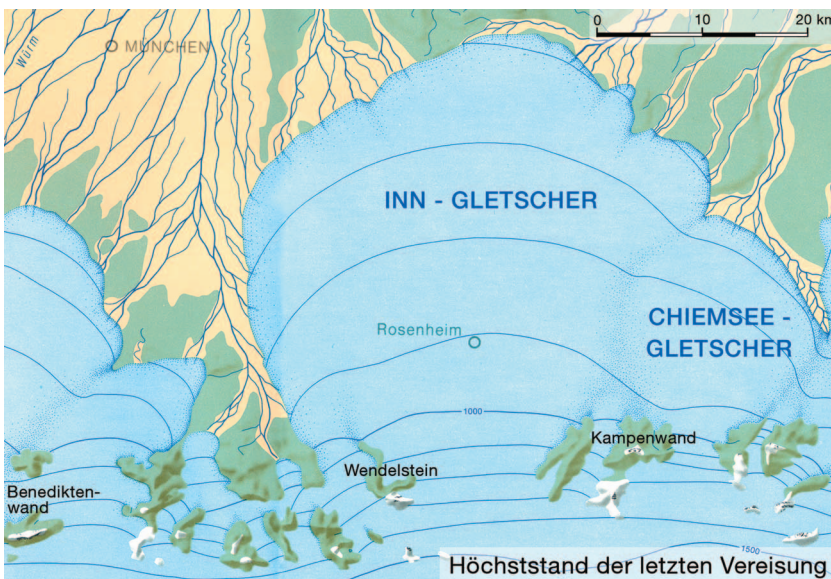 0 10 20 km
Würm
MÜNCHEN
INN - GLETSCHER
Rosenheim
CHIEMSEE -
GLETSCHER
1000
Kampenwand
Wendelstein
Benedikten-
wand
1500
Höchststand der letzten Vereisung